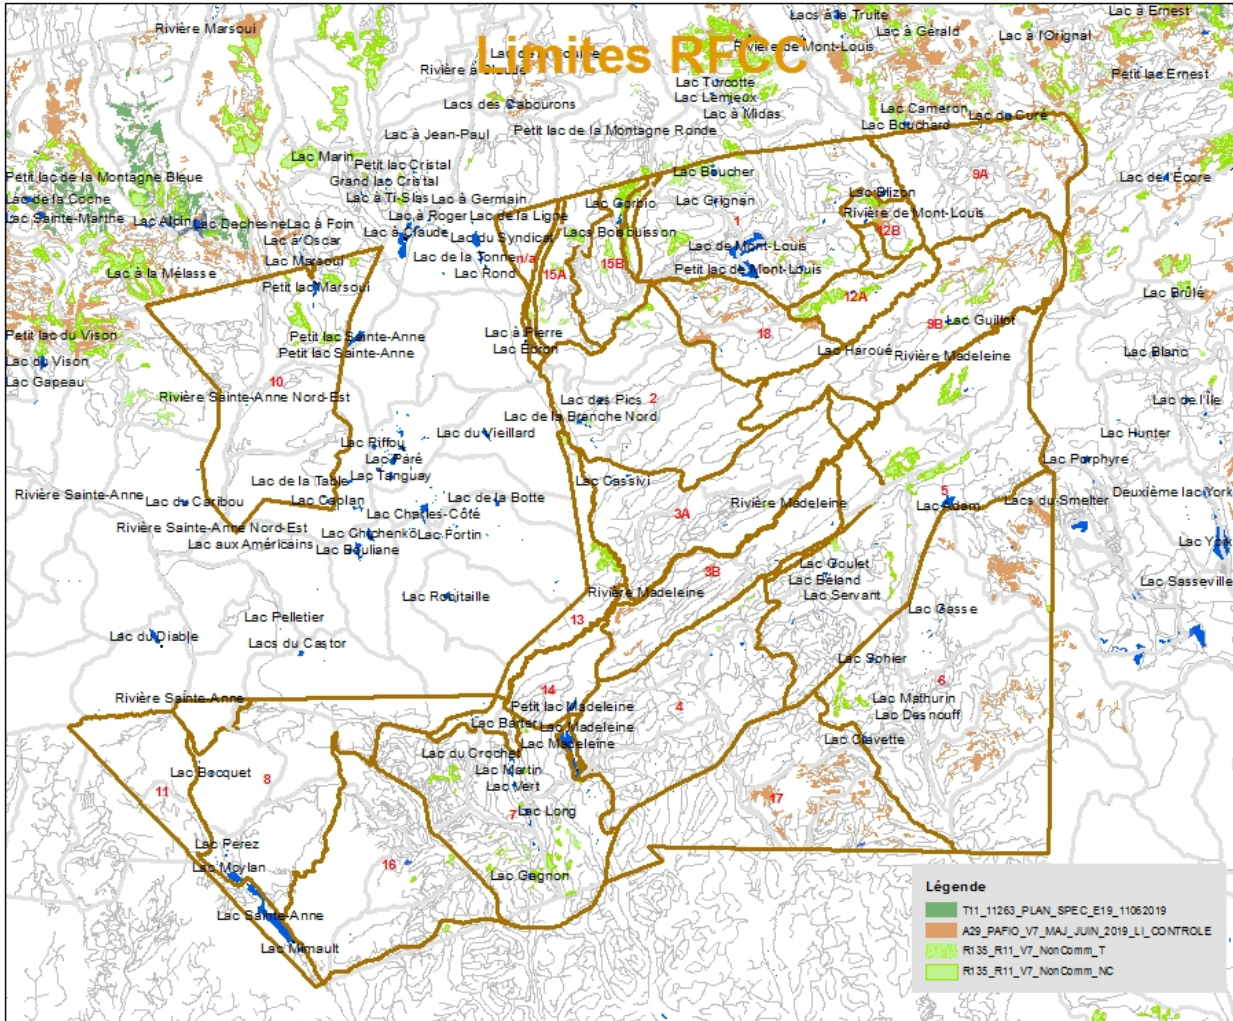 Limites RFCC
Rivière Marsoui
Lacs à la Truite
Lac à Ernest
Lac à Gérald
Lac à l'Orignal
Rivière de Mont-Louis
Rivière à Claude
Petit lac Ernest
Lac Turcotte
Lac Lemieux
Lacs des Cabourons
Lac à Midas
Lac Cameron
Lac du Curé
Lac Bouchard
Lac à Jean-Paul
Petit lac de la Montagne Ronde
Lac Marin
Petit lac Cristal
Lac Boucher
9A
Petit lac de la Montagne Bleue
Grand lac Cristal
Lac de l'Écore
Lac de la Coche
Lac à Ti-Slas
Lac à Germain
Lac Corbio
Lac Grignan
Lac Blizon
Lac Sainte-Marthe
Lac Alpin
Lac Dechesne
Lac à Foin
Lac à Roger
Lac de la Ligne
1
Rivière de Mont-Louis
Lac à Oscar
Lac à Claude
Lac du Syndicat
Lacs Boisbuisson
12B
Lac Marsoui
Lac de la Tonne
n/a
Lac de Mont-Louis
Lac à la Mélasse
Lac Rond
15A
15B
Petit lac de Mont-Louis
Petit lac Marsoui
12A
Lac Brûlé
Petit lac du Vison
Petit lac Sainte-Anne
Lac à Pierre
18
9B
Lac Guillot
Petit lac Sainte-Anne
Lac Écron
Lac Haroué
Rivière Madeleine
Lac du Vison
Lac Blanc
Lac Gapeau
10
Rivière Sainte-Anne Nord-Est
Lac des Pics
2
Lac de l'Île
Lac de la Branche Nord
Lac Riffou
Lac du Vieillard
Lac Hunter
Lac Paré
Lac Porphyre
Lac de la Table
Lac Tanguay
Lac Cassivi
Rivière Sainte-Anne
Lac du Caribou
Lac Caplan
Lac de la Botte
Rivière Madeleine
5
Lac Adam
Lacs du Smelter
Deuxième lac York
Lac Charles-Côté
3A
Rivière Sainte-Anne Nord-Est
Lac Chichenko
Lac Fortin
Lac aux Américains
Lac Bouliane
Lac York
Lac Goulet
3B
Lac Béland
Lac Sasseville
Rivière Madeleine
Lac Robitaille
Lac Servant
Lac Gasse
Lac Pelletier
13
Lac du Diable
Lacs du Castor
Lac Sohier
6
Rivière Sainte-Anne
14
Lac Mathurin
Petit lac Madeleine
4
Lac Desnouff
Lac Barter
Lac Madeleine
Lac Madeleine
Lac Clavette
Lac du Crochet
Lac Bocquet
8
Lac Martin
11
Lac Vert
17
7
Lac Long
Lac Perez
Lac Moylan
16
Lac Gagnon
Lac Sainte-Anne
Lac Mimault
Légende
T11_11263_PLAN_SPEC_E19_11062019
A29_PAFIO_V7_MAJ_JUIN_2019_LI_CONTROLE
R135_R11_V7_NonComm_T
R135_R11_V7_NonComm_NC